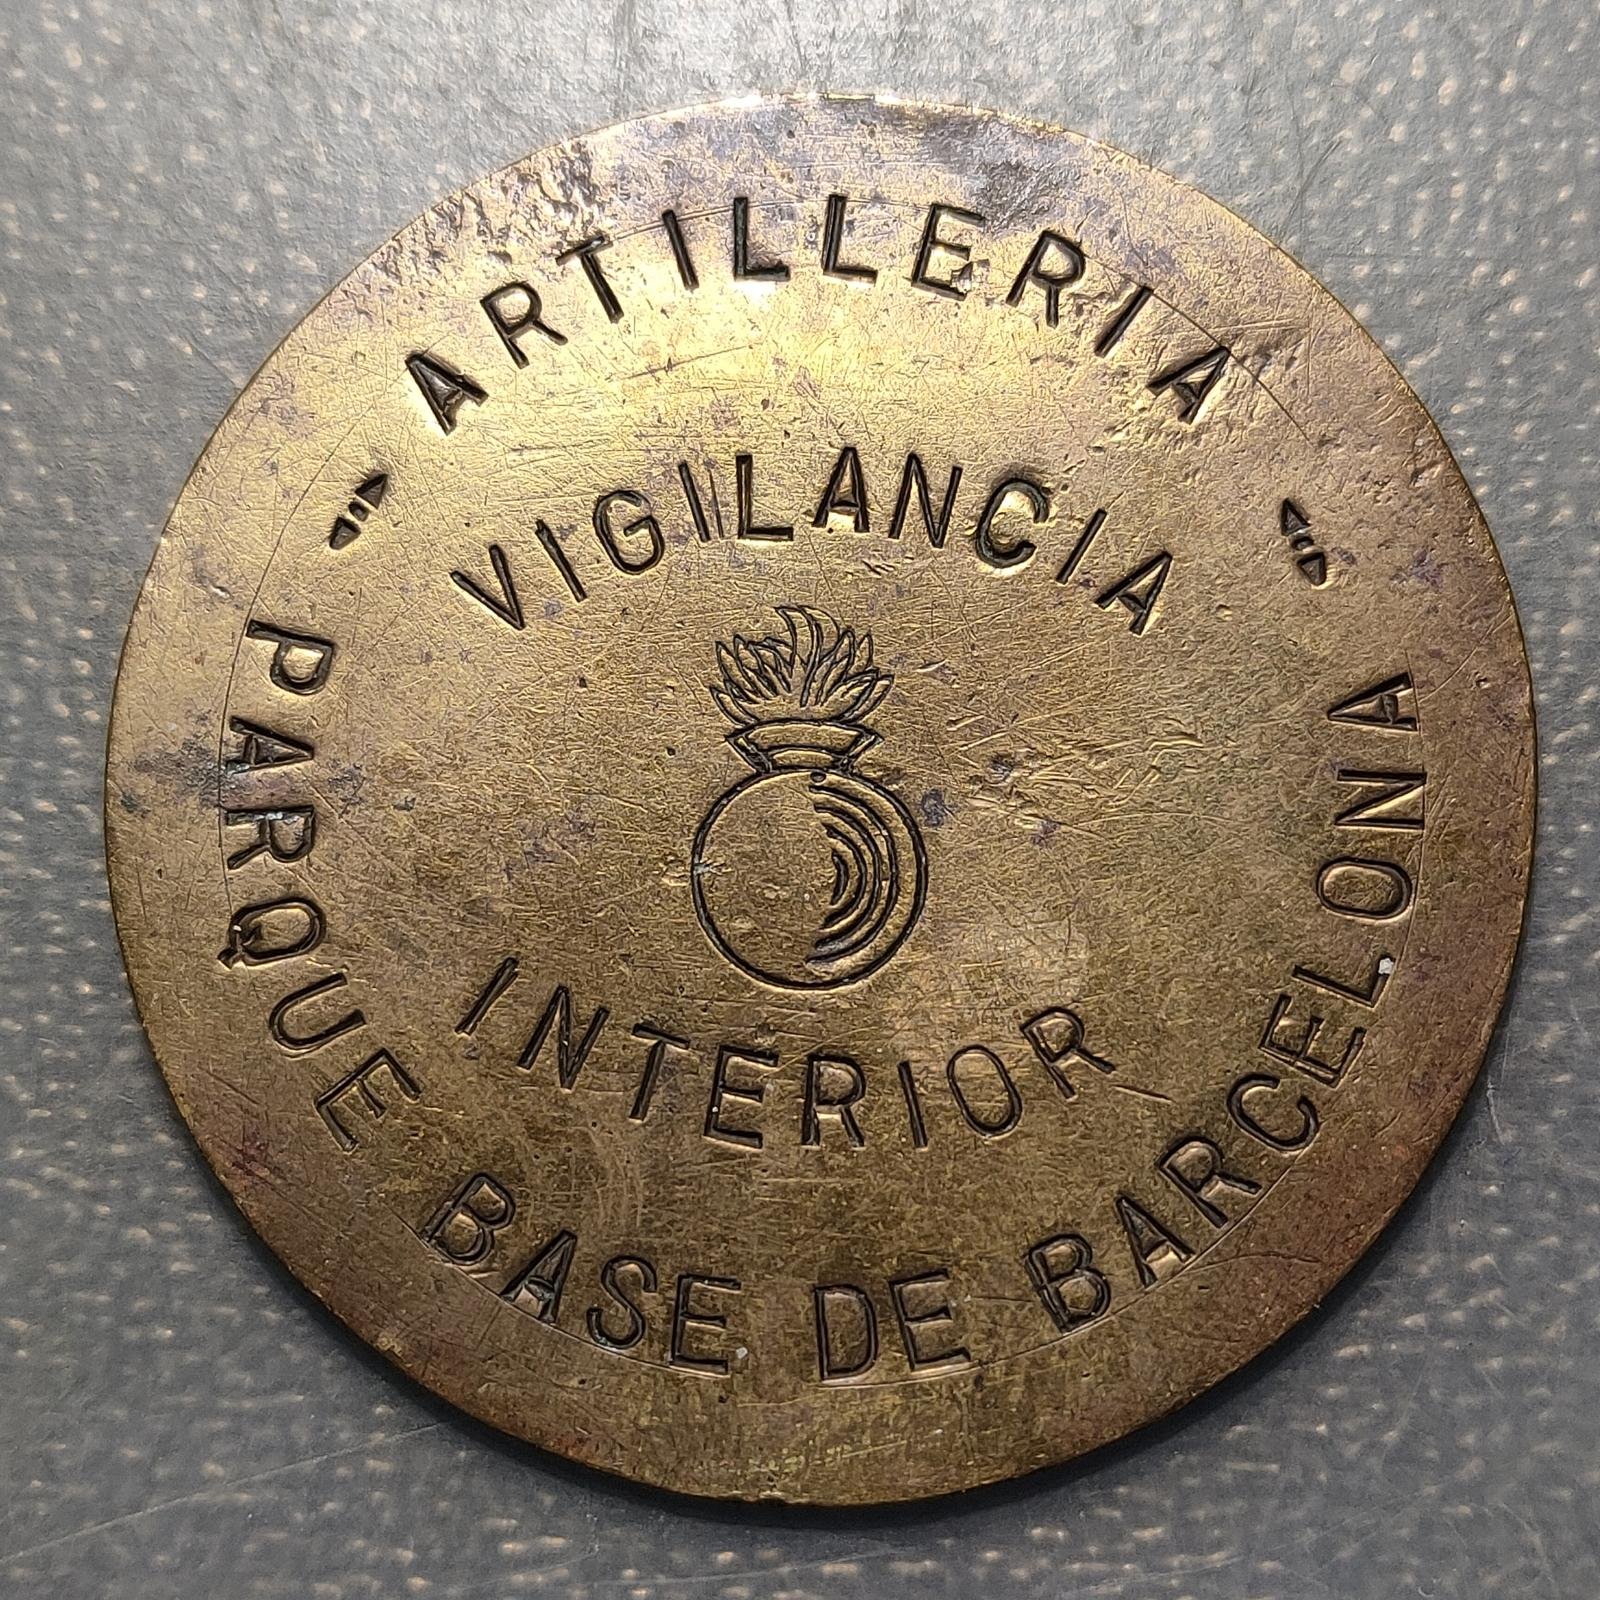 ARTILLERIA
VIGILANCIA
INTERIOR
PARQUE BASE DE BARCELONA